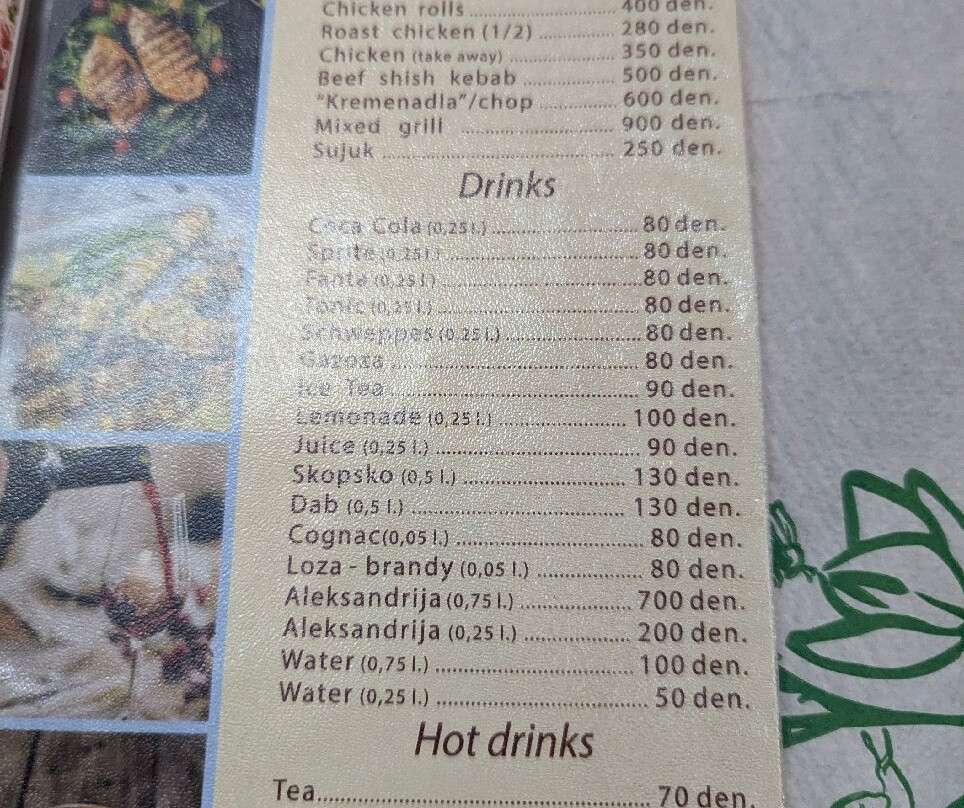 Chicken rolls ........................ 400 den.
Roast chicken (1/2) ............... 280 den.
Chicken (take away) ..................... 350 den.
Beef shish kebab .................... 500 den.
"Kremenadla"/chop ............... 600 den.
Mixed grill .............................. 900 den.
Sujuk ............................................. 250 den.
Drinks
Coca Cola (0,25 l.) ............................. 80 den.
Sprite (0,25 l.) ...................................... 80 den.
Fanta (0,25 l.) ...................................... 80 den.
Tonic (0,25 l.) ...................................... 80 den.
Schweppes (0,25 l.) .......................... 80 den.
Gazoza ............................................... 80 den.
Ice Tea ............................................... 90 den.
Lemonade (0,25 l.) .......................... 100 den.
Juice (0,25 l.) ...................................... 90 den.
Skopsko (0,5 l.) ................................. 130 den.
Dab (0,5 l.) ......................................... 130 den.
Cognac(0,05 l.) ................................. 80 den.
Loza - brandy (0,05 l.) ................... 80 den.
Aleksandrija (0,75 l.) ...................... 700 den.
Aleksandrija (0,25 l.) ................... 200 den.
Water (0,75 l.) .................................... 100 den.
Water (0,25 l.) ........................................ 50 den.
Hot drinks
Tea............................................................ 70 den.